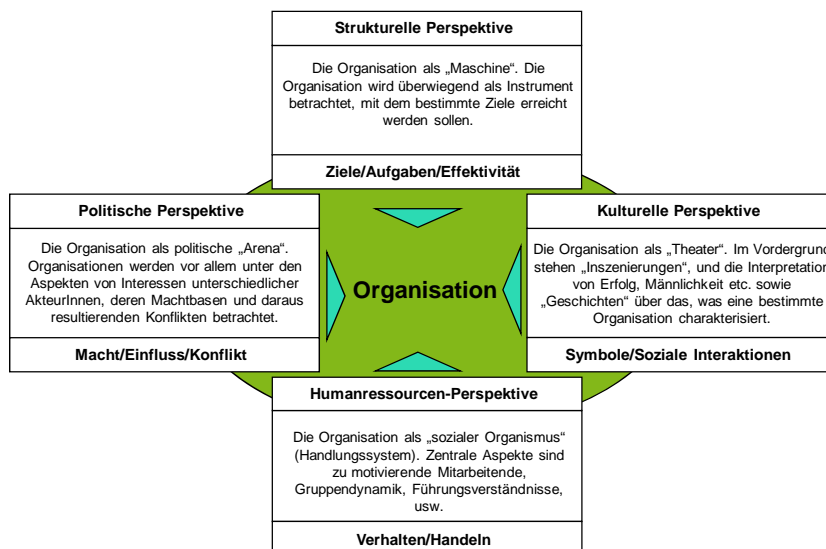 Strukturelle Perspektive
Die Organisation als „Maschine“. Die
Organisation wird überwiegend als Instrument
betrachtet, mit dem bestimmte Ziele erreicht
werden sollen.
Ziele/Aufgaben/Effektivität
Politische Perspektive
Die Organisation als politische „Arena“.
Organisationen werden vor allem unter den
Aspekten von Interessen unterschiedlicher
AkteurInnen, deren Machtbasen und daraus
resultierenden Konflikten betrachtet.
Macht/Einfluss/Konflikt
Organisation
Kulturelle Perspektive
Die Organisation als „Theater“. Im Vordergrund
stehen „Inszenierungen“, und die Interpretation
von Erfolg, Männlichkeit etc. sowie
„Geschichten“ über das, was eine bestimmte
Organisation charakterisiert.
Symbole/Soziale Interaktionen
Humanressourcen-Perspektive
Die Organisation als „sozialer Organismus“
(Handlungssystem). Zentrale Aspekte sind
zu motivierende Mitarbeitende,
Gruppendynamik, Führungsverständnisse,
usw.
Verhalten/Handeln